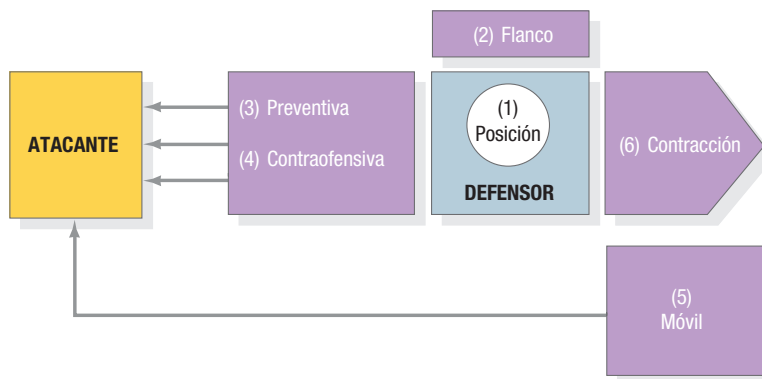 (2) Flanco
ATACANTE
(3) Preventiva
(4) Contraofensiva
(1)
Posición
DEFENSOR
(6) Contracción
(5)
Móvil